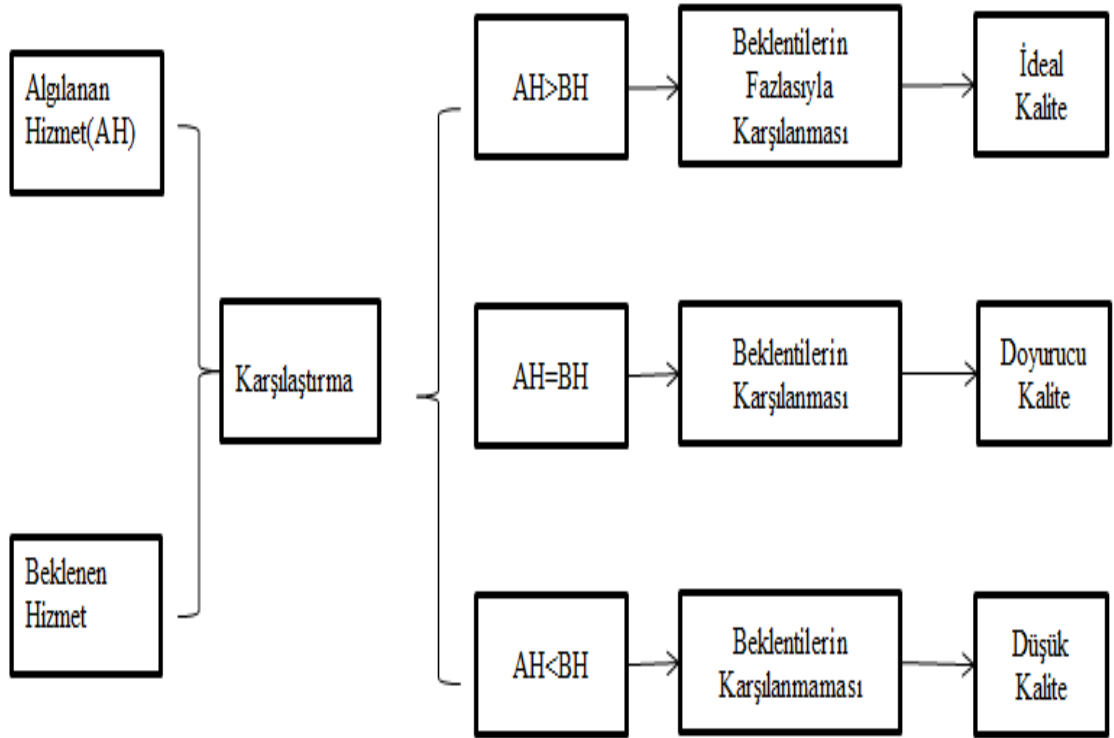 Algılanan
Hizmet(AH)
Beklenen
Hizmet
Karşılaştırma
AH>BH
Beklentilerin
Fazlasıyla
Karşılanması
İdeal
Kalite
AH=BH
Beklentilerin
Karşılanması
Doyurucu
Kalite
AH<BH
Beklentilerin
Karşılanmaması
Düşük
Kalite